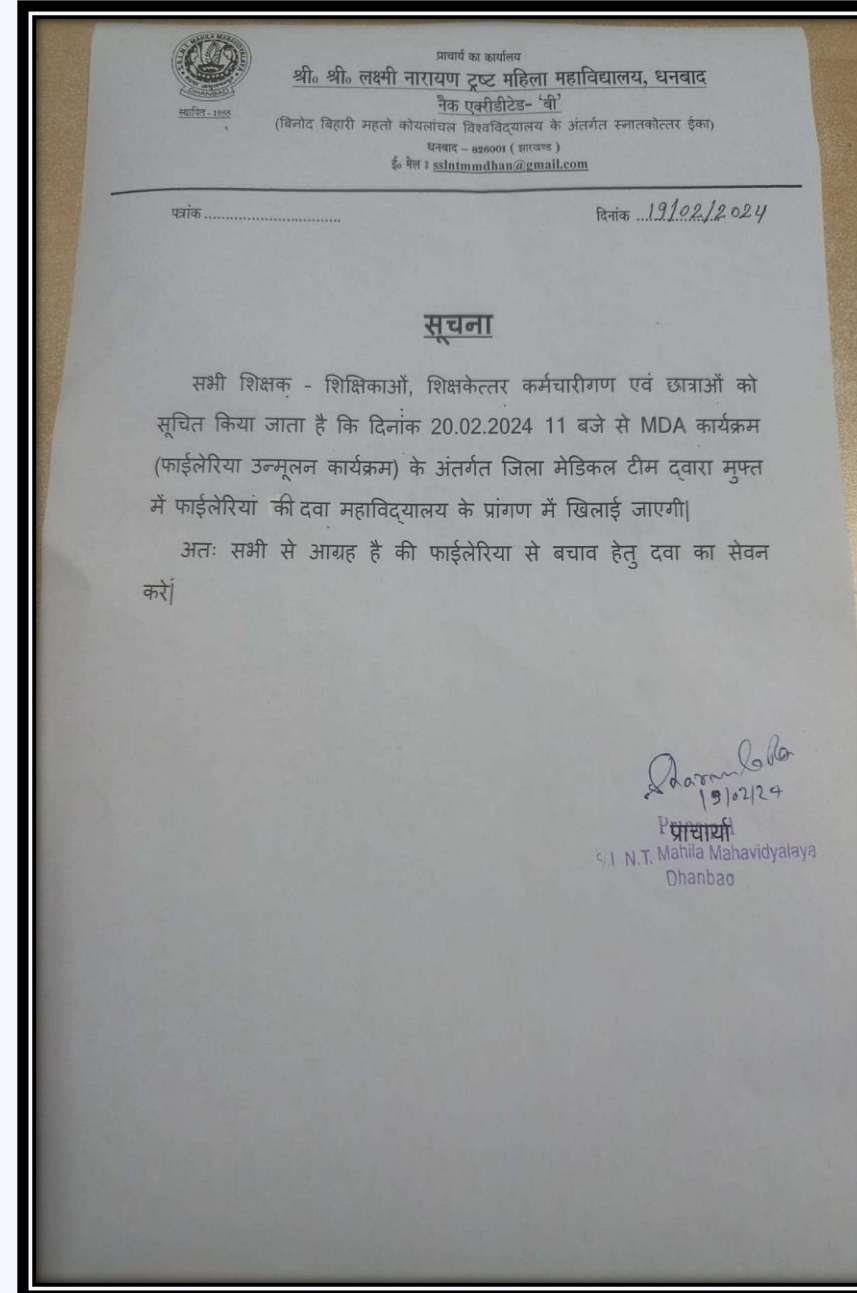 S.S.L.N.T. MAHILA MAHAVIDYALAYA
DHANBAD
स्थापित - 1955
प्राचार्य का कार्यालय
श्री० श्री० लक्ष्मी नारायण ट्रष्ट महिला महाविद्यालय, धनबाद
नैक एक्रीडीटेड- 'बी'
(बिनोद बिहारी महतो कोयलांचल विश्वविद्यालय के अंतर्गत स्नातकोत्तर ईका)
धनबाद – 826001 ( झारखण्ड )
ई० मेल : sslntmmdhan@gmail.com
पत्रांक ................................
दिनांक ...19/02/2024
सूचना
सभी शिक्षक - शिक्षिकाओं, शिक्षकेत्तर कर्मचारीगण एवं छात्राओं को
सूचित किया जाता है कि दिनांक 20.02.2024 11 बजे से MDA कार्यक्रम
(फाईलेरिया उन्मूलन कार्यक्रम) के अंतर्गत जिला मेडिकल टीम द्वारा मुफ्त
में फाईलेरिया की दवा महाविद्यालय के प्रांगण में खिलाई जाएगी|
अतः सभी से आग्रह है की फाईलेरिया से बचाव हेतु दवा का सेवन
करें|
19/02/24
प्राचार्या
N.T. Mahila Mahavidyalaya
Dhanbad